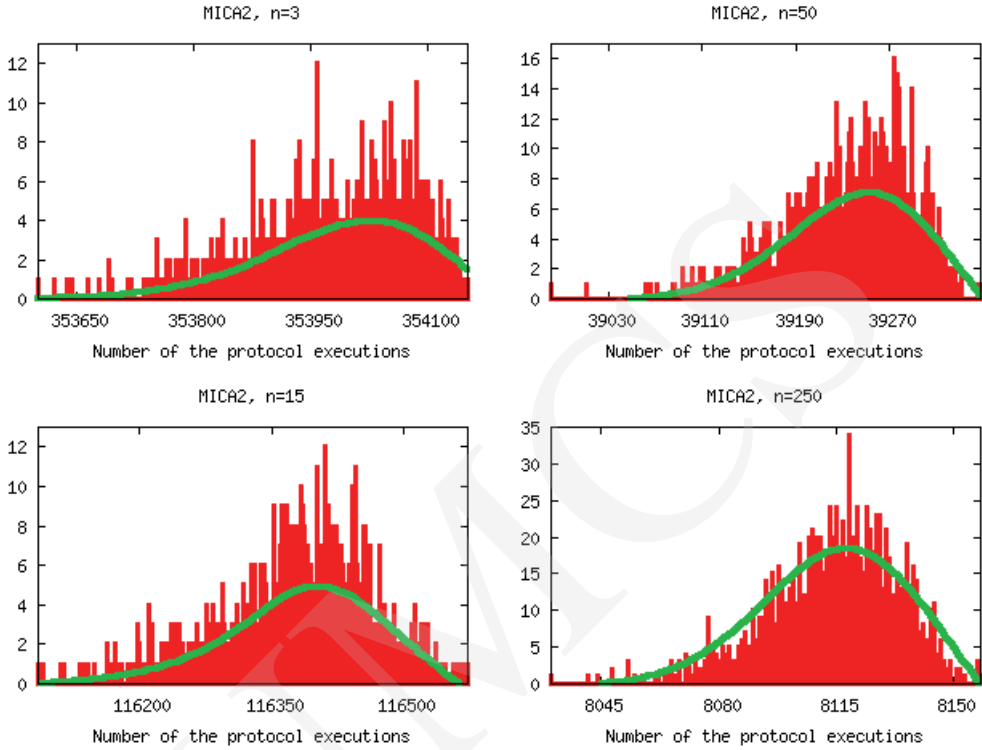 MICA2, n=3
12
10
8
6
4
2
0
353650 353800 353950 354100
Number of the protocol executions
MICA2, n=50
16
14
12
10
8
6
4
2
0
39030 39110 39190 39270
Number of the protocol executions
MICA2, n=15
12
10
8
6
4
2
0
116200 116350 116500
Number of the protocol executions
MICA2, n=250
35
30
25
20
15
10
5
0
8045 8080 8115 8150
Number of the protocol executions
UMCS